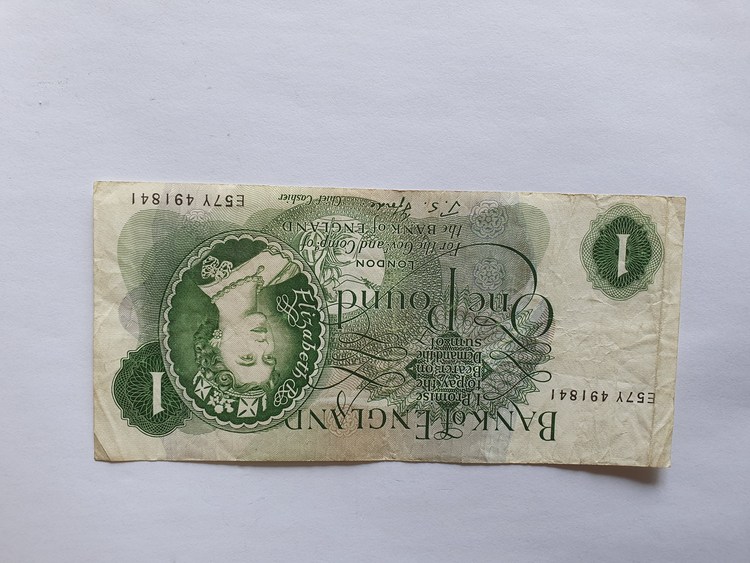 BANK of ENGLAND
I Promise
to pay the
Bearer on
Demand the
sum of
E57Y 491841
1
One Pound
LONDON
For the Gov.r and Comp.a of
the BANK of ENGLAND
Chief Cashier
E57Y 491841
Elizabeth R
1